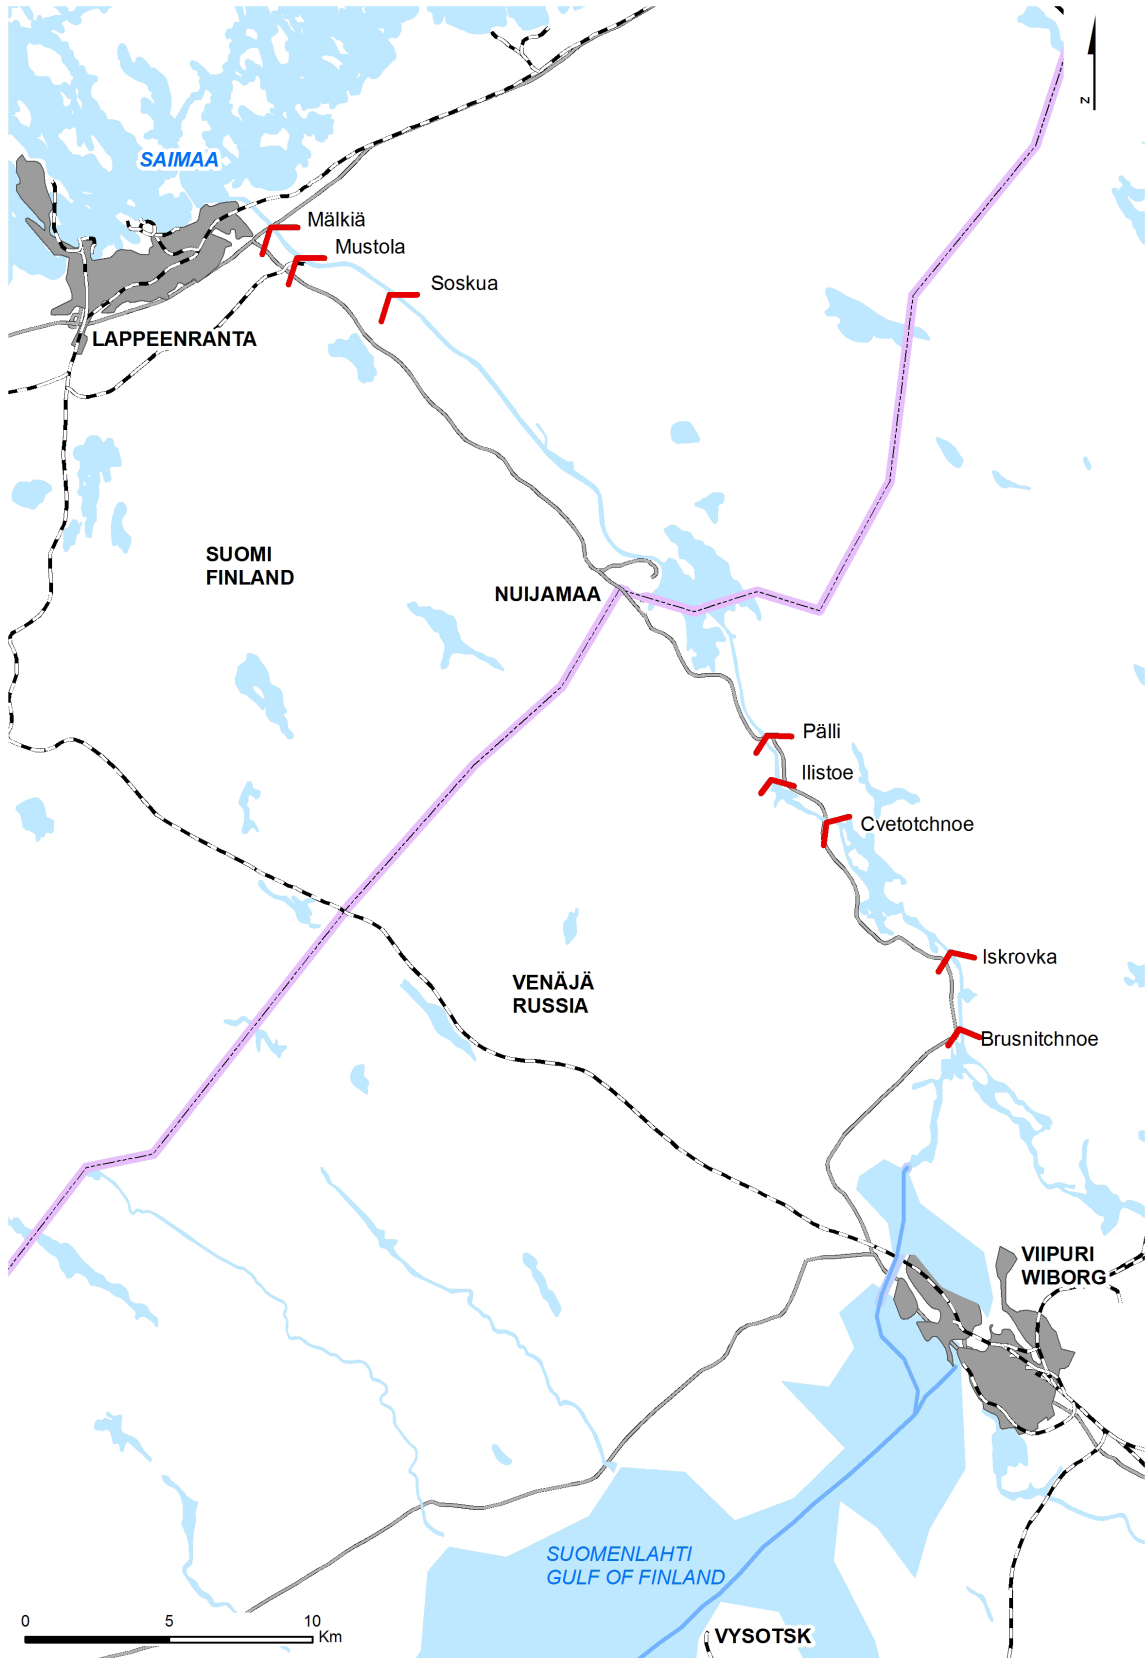 N
SAIMAA
Mälkiä
Mustola
Soskua
LAPPEENRANTA
SUOMI
FINLAND
NUIJAMAA
Pälli
Ilistoe
Cvetotchnoe
Iskrovka
VENÄJÄ
RUSSIA
Brusnitchnoe
VIIPURI
WIBORG
SUOMENLAHTI
GULF OF FINLAND
0 5 10
Km
VYSOTSK